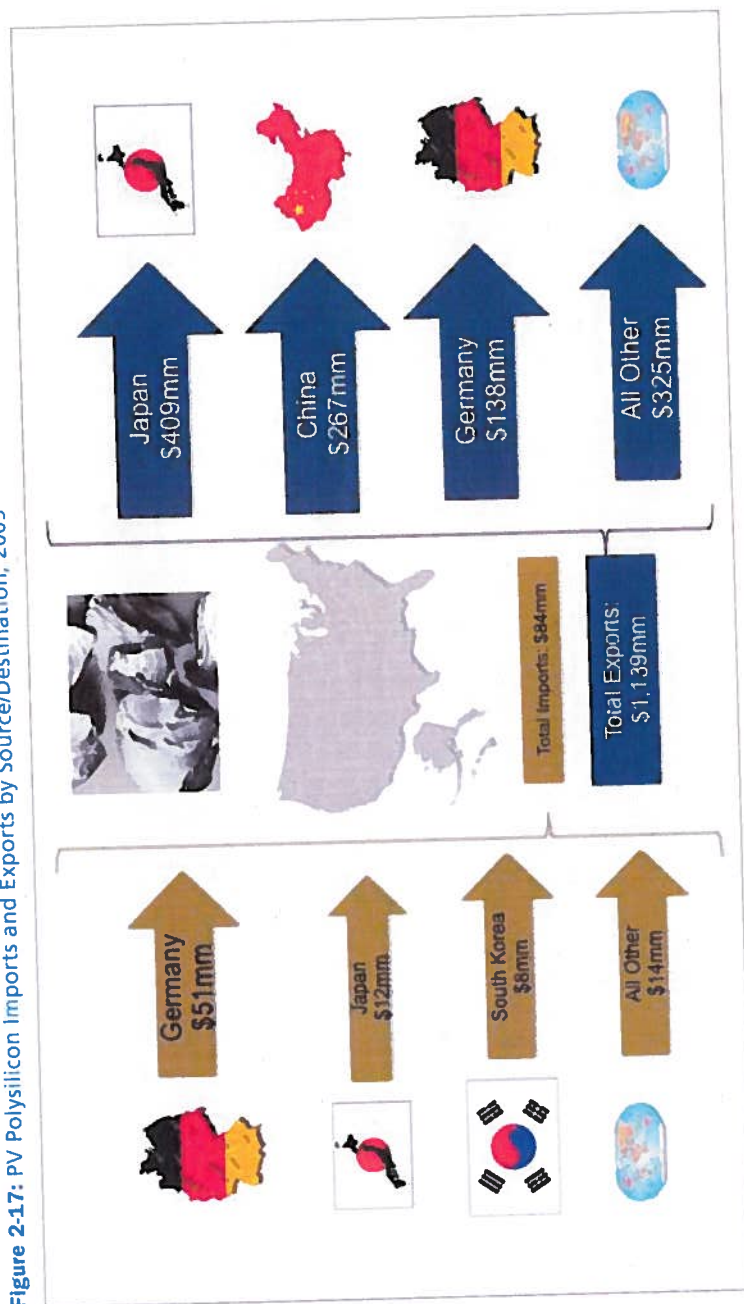 Figure 2-17: PV Polysilicon Imports and Exports by Source/Destination, 2009
Germany
$51mm
Japan
$12mm
South Korea
$8mm
All Other
$14mm
Total Imports: $84mm
Total Exports:
$1,139mm
Japan
$409mm
China
$267mm
Germany
$138mm
All Other
$325mm